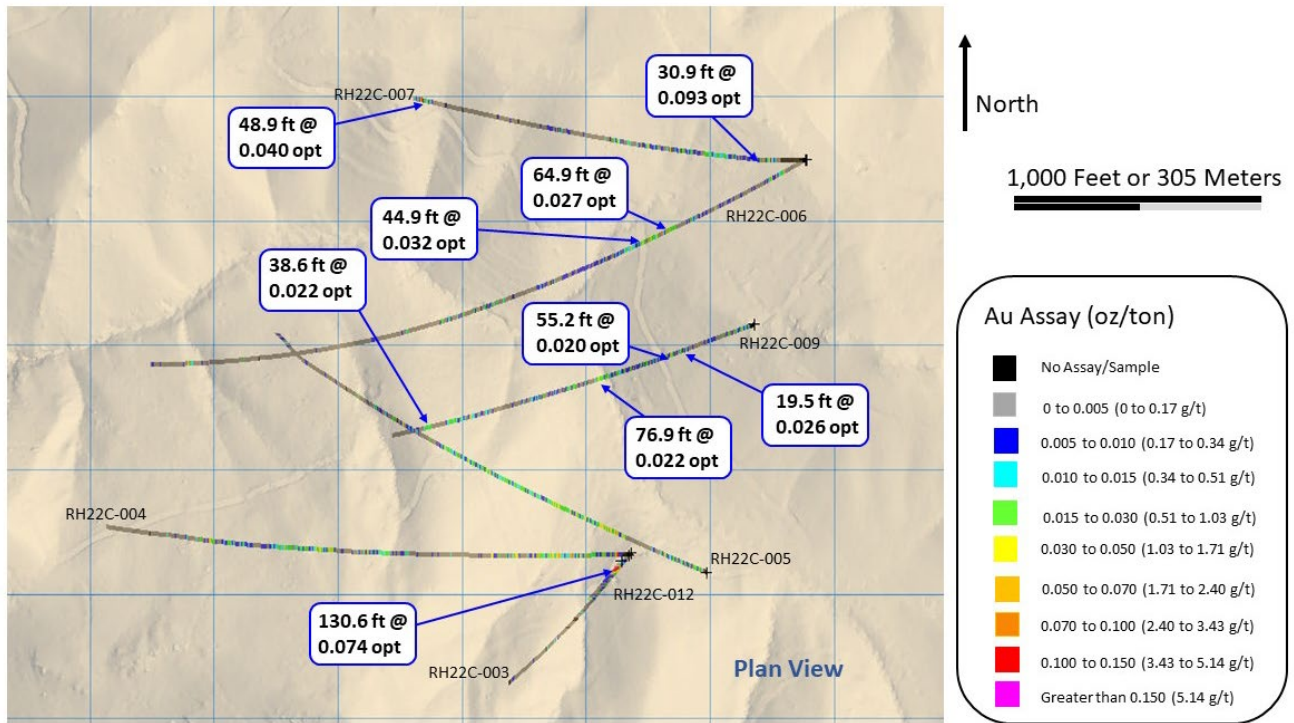 RH22C-007
30.9 ft @
0.093 opt
North
48.9 ft @
0.040 opt
64.9 ft @
0.027 opt
1,000 Feet or 305 Meters
44.9 ft @
0.032 opt
RH22C-006
38.6 ft @
0.022 opt
55.2 ft @
0.020 opt
RH22C-009
19.5 ft @
0.026 opt
76.9 ft @
0.022 opt
RH22C-004
RH22C-005
RH22C-012
130.6 ft @
0.074 opt
RH22C-003
Plan View
Au Assay (oz/ton)
No Assay/Sample
0 to 0.005 (0 to 0.17 g/t)
0.005 to 0.010 (0.17 to 0.34 g/t)
0.010 to 0.015 (0.34 to 0.51 g/t)
0.015 to 0.030 (0.51 to 1.03 g/t)
0.030 to 0.050 (1.03 to 1.71 g/t)
0.050 to 0.070 (1.71 to 2.40 g/t)
0.070 to 0.100 (2.40 to 3.43 g/t)
0.100 to 0.150 (3.43 to 5.14 g/t)
Greater than 0.150 (5.14 g/t)